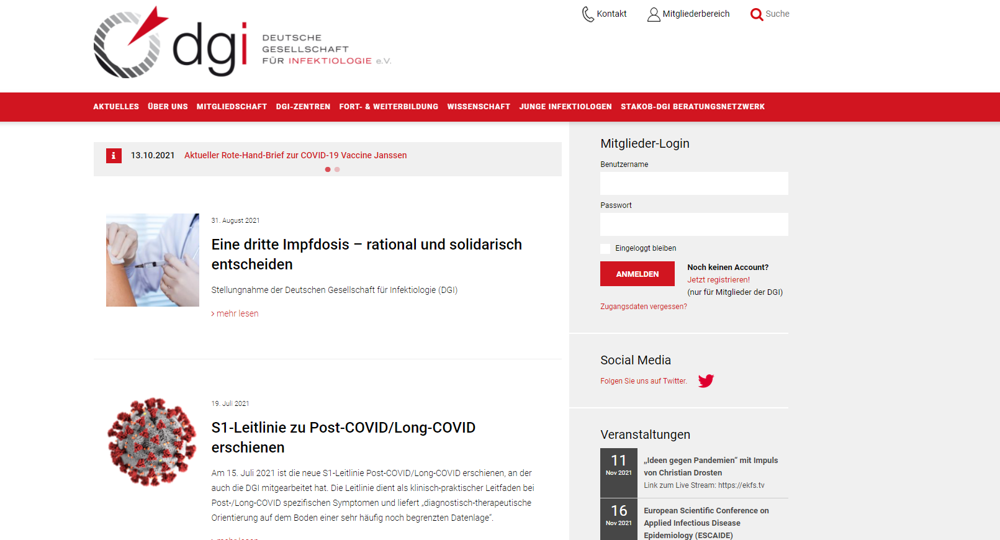 dgi
DEUTSCHE
GESELLSCHAFT
FÜR INFEKTIOLOGIE e.V.
Kontakt
Mitgliederbereich
Suche
AKTUELLES ÜBER UNS MITGLIEDSCHAFT DGI-ZENTREN FORT- & WEITERBILDUNG WISSENSCHAFT JUNGE INFEKTIOLOGEN STAKOB-DGI BERATUNGSNETZWERK
13.10.2021 Aktueller Rote-Hand-Brief zur COVID-19 Vaccine Janssen
31. August 2021
Eine dritte Impfdosis – rational und solidarisch
entscheiden
Stellungnahme der Deutschen Gesellschaft für Infektiologie (DGI)
> mehr lesen
19. Juli 2021
S1-Leitlinie zu Post-COVID/Long-COVID
erschienen
Am 15. Juli 2021 ist die neue S1-Leitlinie Post-COVID/Long-COVID erschienen, an der
auch die DGI mitgearbeitet hat. Die Leitlinie dient als klinisch-praktischer Leitfaden bei
Post-/Long-COVID spezifischen Symptomen und liefert „diagnostisch-therapeutische
Orientierung auf dem Boden einer sehr häufig noch begrenzten Datenlage“.
> mehr lesen
Mitglieder-Login
Benutzername
Passwort
Eingeloggt bleiben
ANMELDEN
Noch keinen Account?
Jetzt registrieren!
(nur für Mitglieder der DGI)
Zugangsdaten vergessen?
Social Media
Folgen Sie uns auf Twitter.
Veranstaltungen
11
Nov 2021
„Ideen gegen Pandemien“ mit Impuls
von Christian Drosten
Link zum Live Stream: https://ekfs.tv
16
Nov 2021
European Scientific Conference on
Applied Infectious Disease
Epidemiology (ESCAIDE)